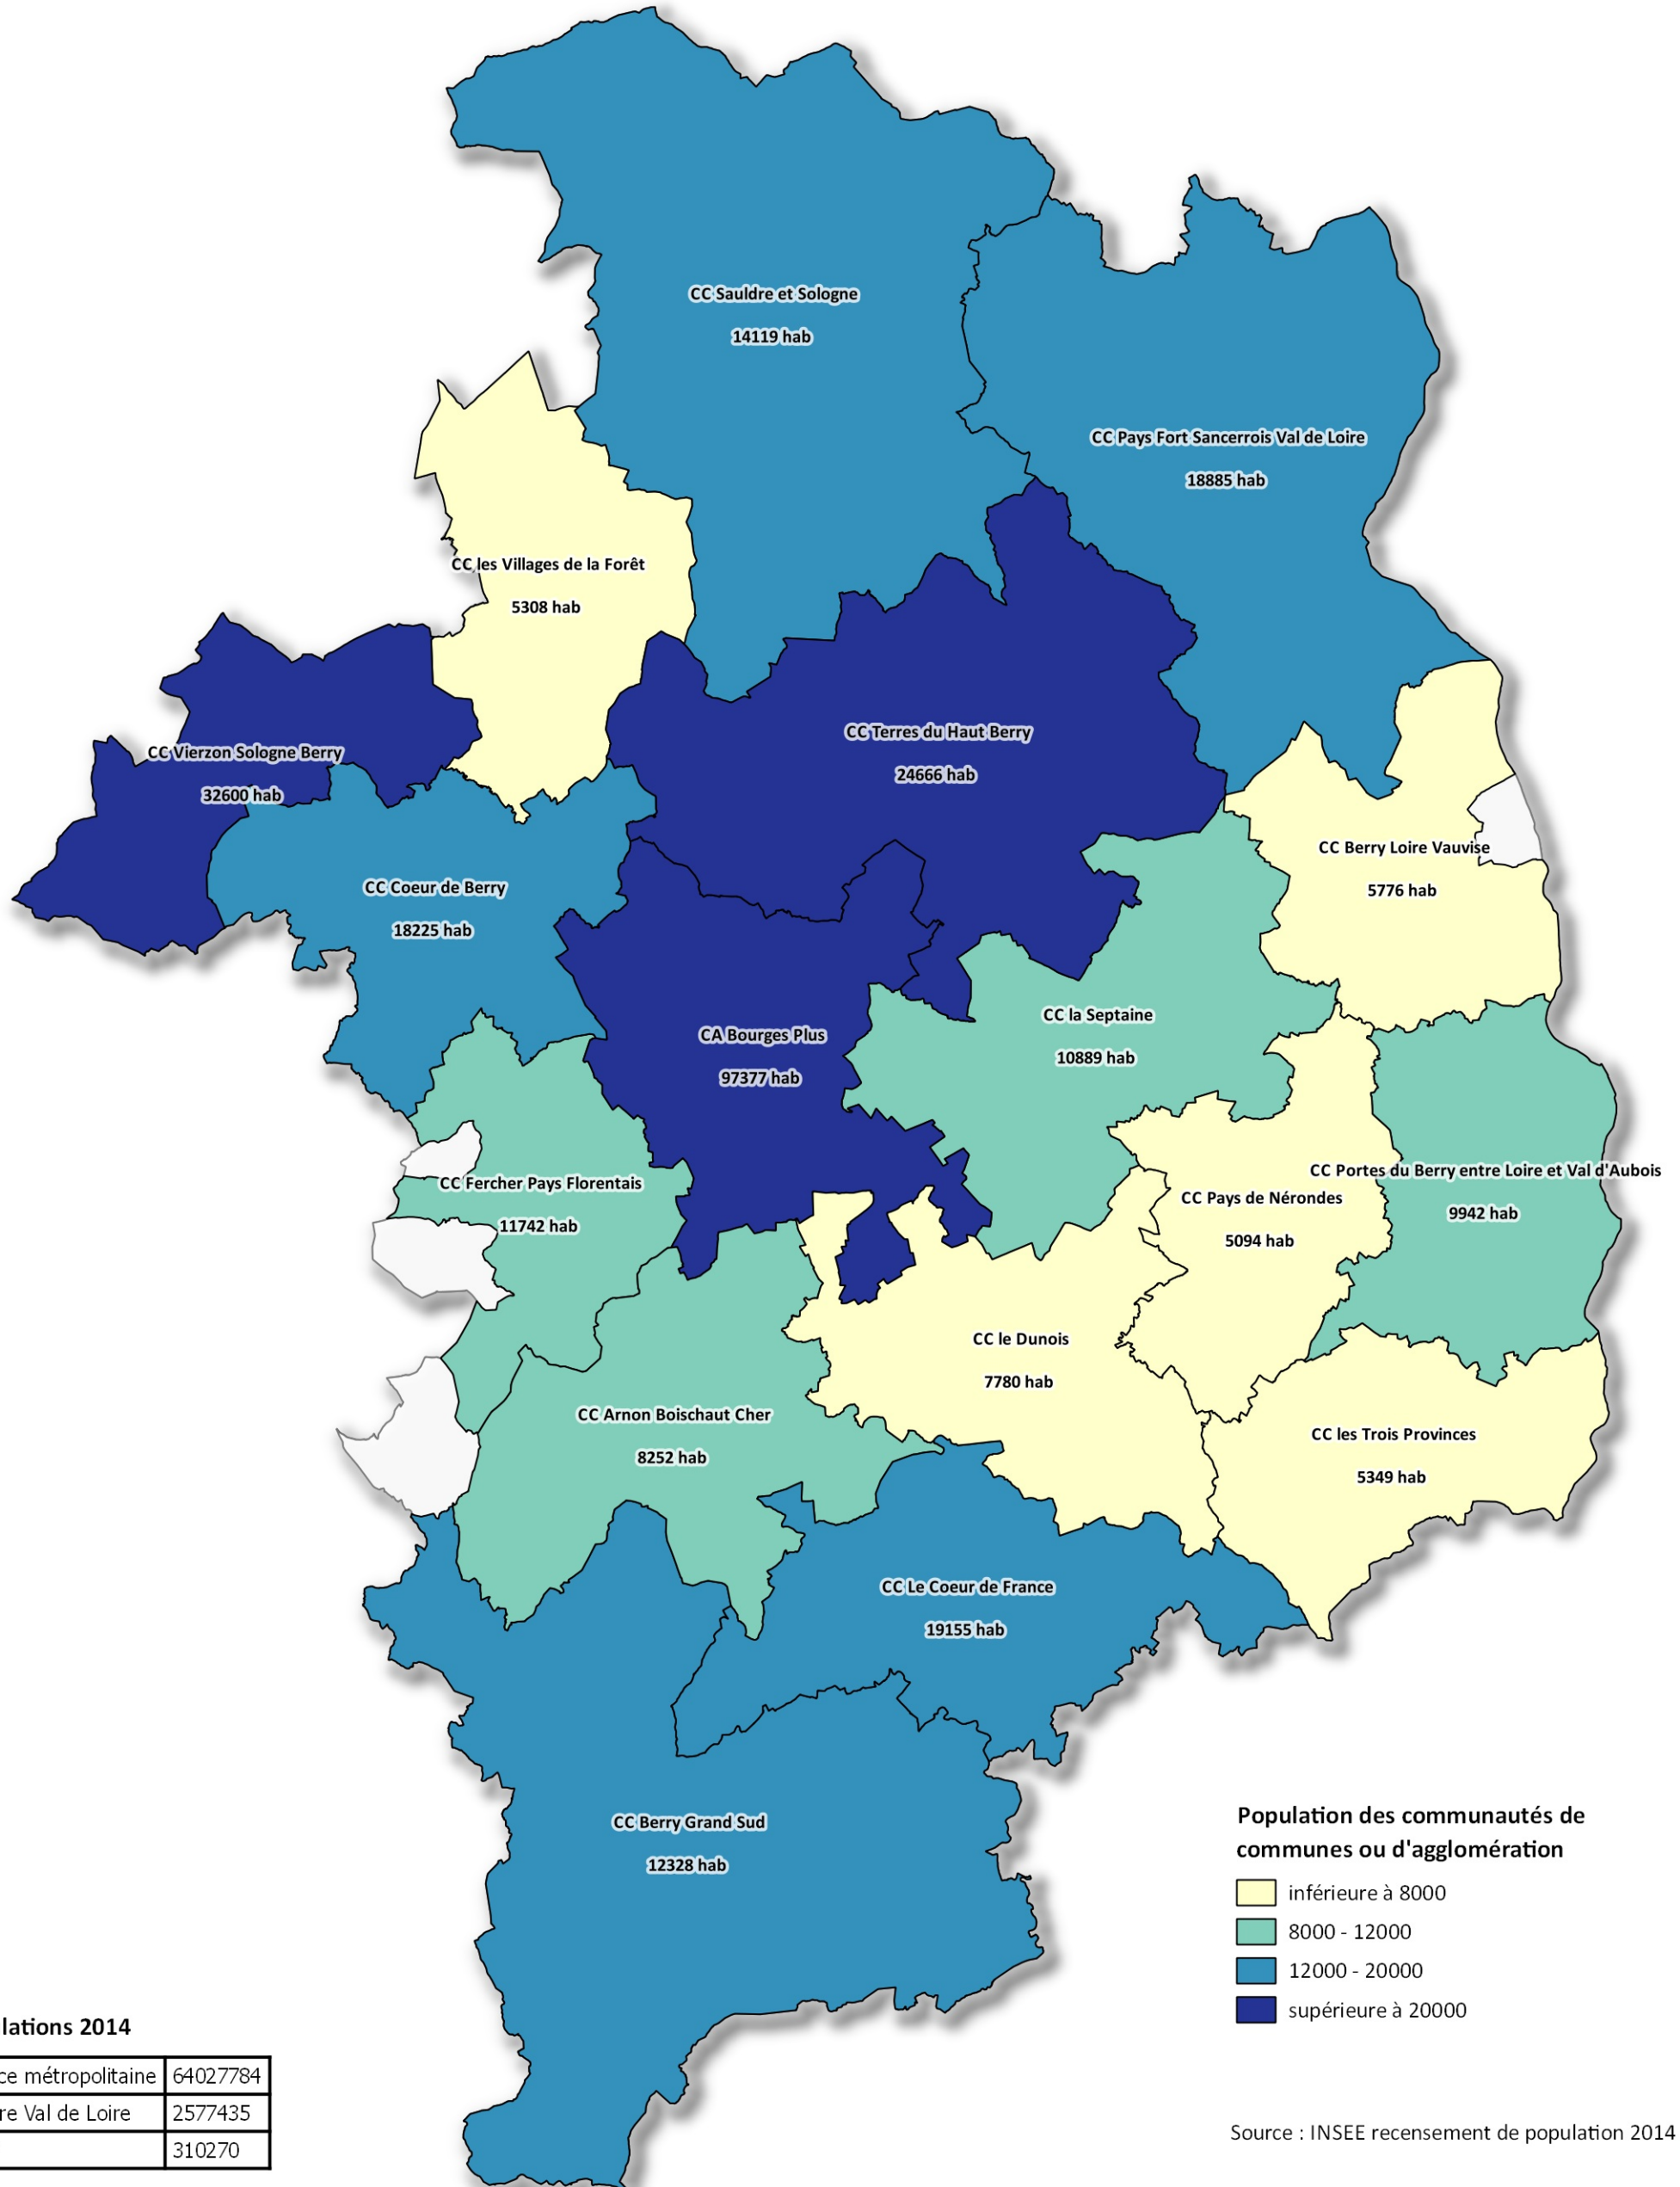 CC Sauldre et Sologne
14119 hab
CC Pays Fort Sancerrois Val de Loire
18885 hab
CC les Villages de la Forêt
5308 hab
CC Vierzon Sologne Berry
32600 hab
CC Terres du Haut Berry
24666 hab
CC Berry Loire Vauvise
5776 hab
CC Coeur de Berry
18225 hab
CC la Septaine
10889 hab
CA Bourges Plus
97377 hab
CC Portes du Berry entre Loire et Val d'Aubois
9942 hab
CC Fercher Pays Florentais
11742 hab
CC Pays de Nérondes
5094 hab
CC le Dunois
7780 hab
CC Arnon Boischaut Cher
8252 hab
CC les Trois Provinces
5349 hab
CC Le Coeur de France
19155 hab
CC Berry Grand Sud
12328 hab
Population des communautés de
communes ou d'agglomération
inférieure à 8000
8000 - 12000
12000 - 20000
supérieure à 20000
lations 2014
ce métropolitaine 64027784
re Val de Loire 2577435
310270
Source : INSEE recensement de population 2014